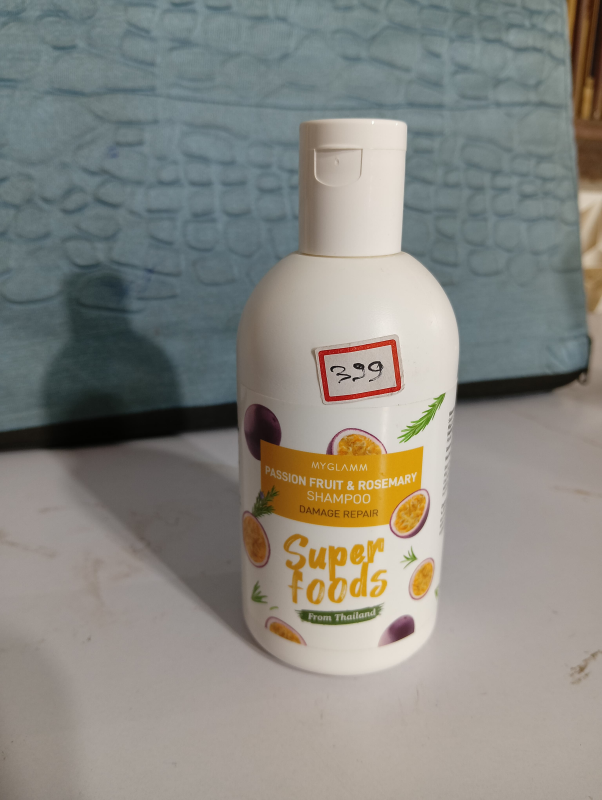 399
MYGLAMM
PASSION FRUIT & ROSEMARY
SHAMPOO
DAMAGE REPAIR
Super
foods
From Thailand